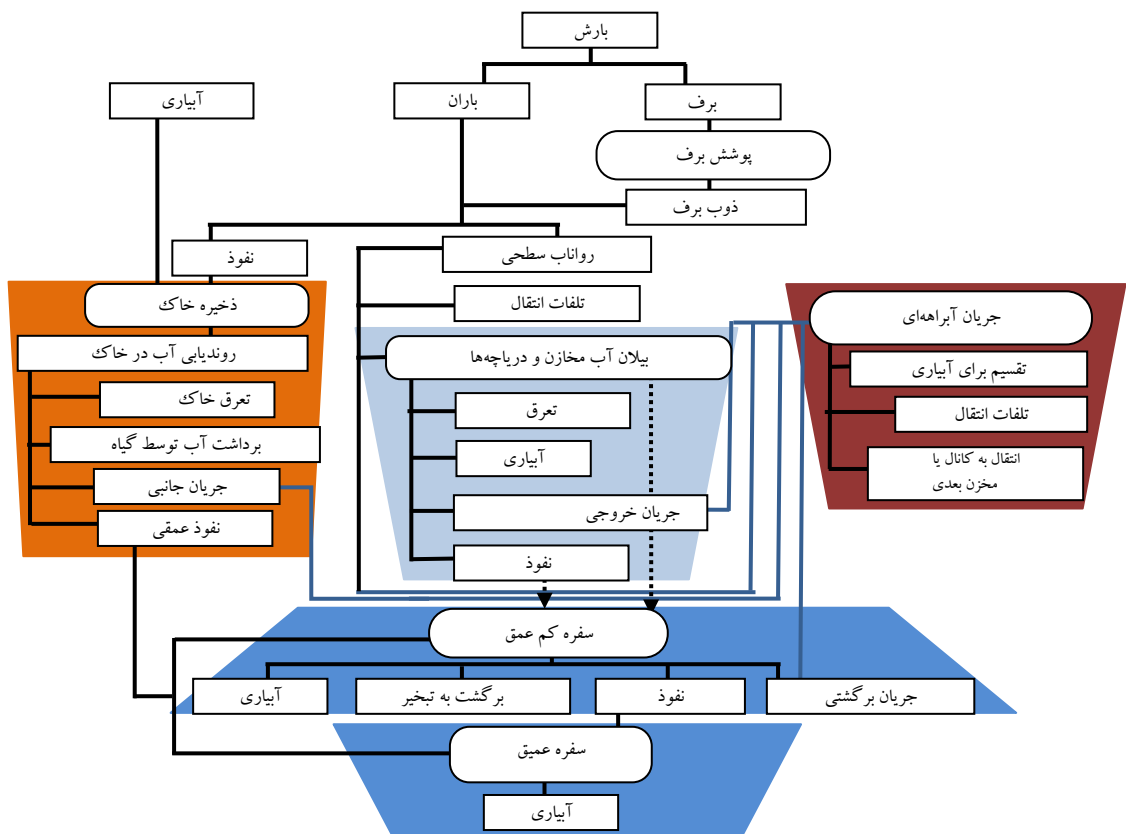 بارش
برف
باران
آبیاری
پوشش برف
ذوب برف
رواناب سطحی
نفوذ
ذخیره خاک
روندیابی آب در خاک
تعرق خاک
برداشت آب توسط گیاه
جریان جانبی
نفوذ عمقی
تلفات انتقال
بیلان آب مخازن و دریاچه‌ها
تعرق
آبیاری
جریان خروجی
نفوذ
جریان آبراهه‌ای
تقسیم برای آبیاری
تلفات انتقال
انتقال به کانال یا
مخزن بعدی
سفره کم عمق
جریان برگشتی
نفوذ
برگشت به تبخیر
آبیاری
سفره عمیق
آبیاری